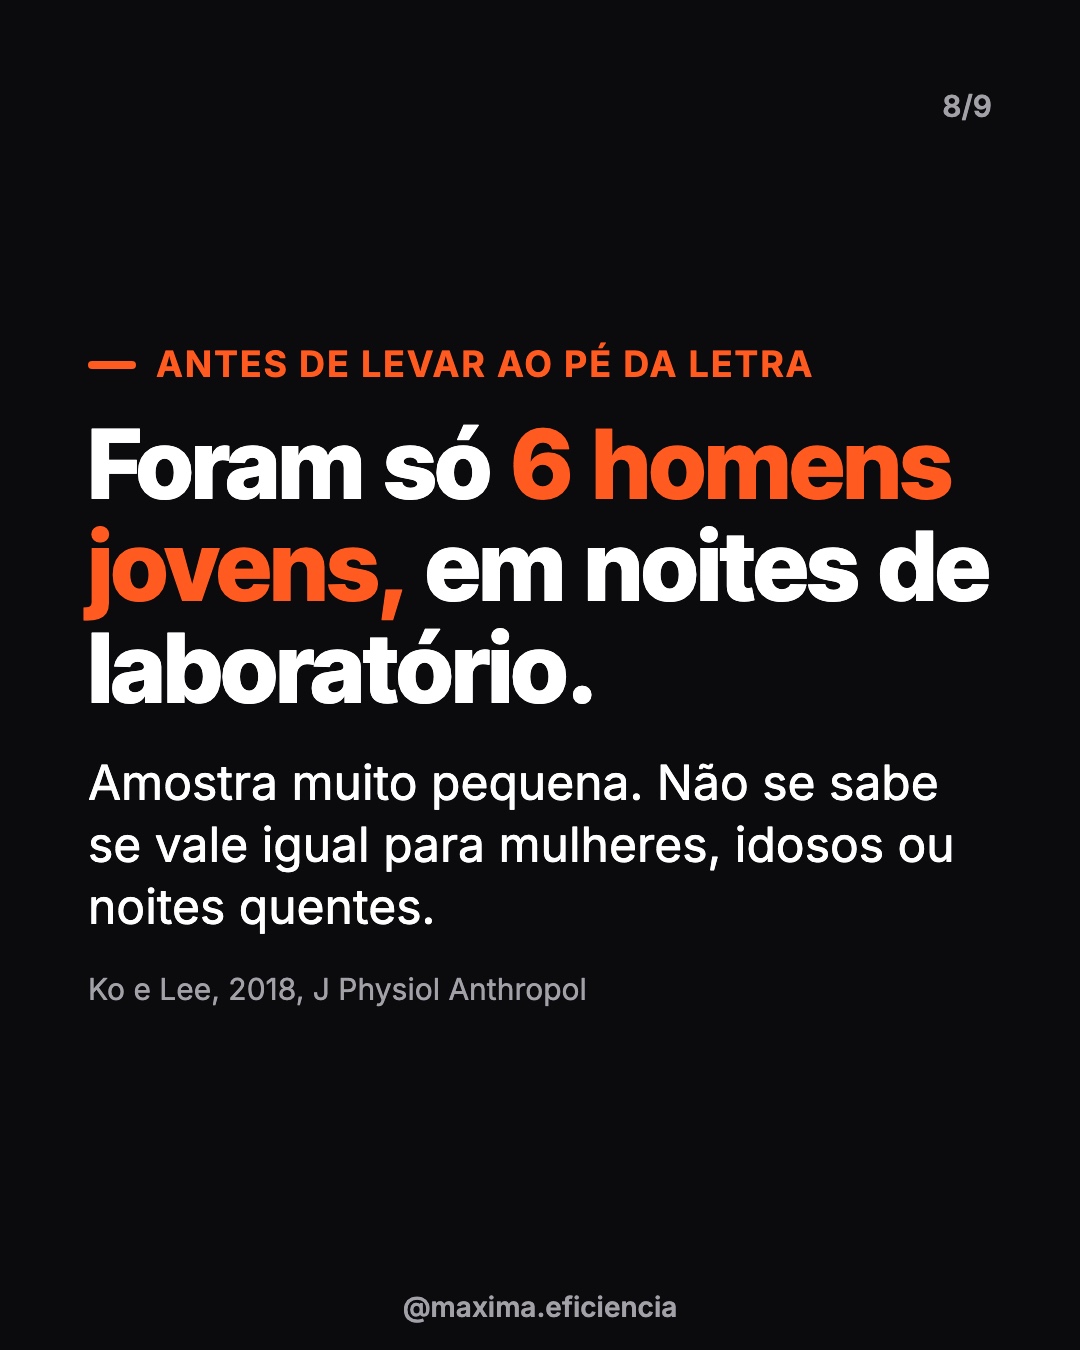 8/9
ANTES DE LEVAR AO PÉ DA LETRA
Foram só 6 homens
jovens, em noites de
laboratório.
Amostra muito pequena. Não se sabe
se vale igual para mulheres, idosos ou
noites quentes.
Ko e Lee, 2018, J Physiol Anthropol
@maxima.eficiencia